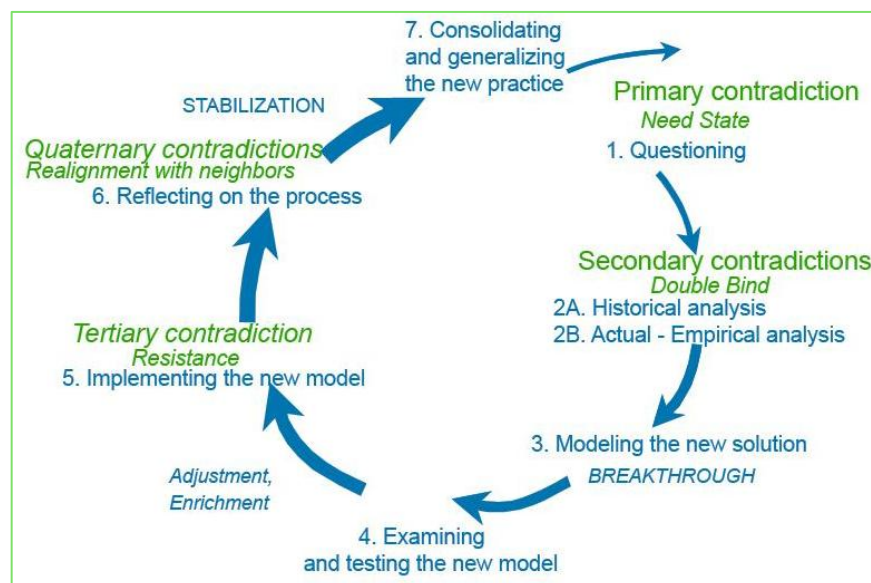 7. Consolidating
and generalizing
the new practice
Primary contradiction
Need State
1. Questioning
Secondary contradictions
Double Bind
2A. Historical analysis
2B. Actual - Empirical analysis
3. Modeling the new solution
BREAKTHROUGH
4. Examining
and testing the new model
Adjustment,
Enrichment
Tertiary contradiction
Resistance
5. Implementing the new model
Quaternary contradictions
Realignment with neighbors
6. Reflecting on the process
STABILIZATION